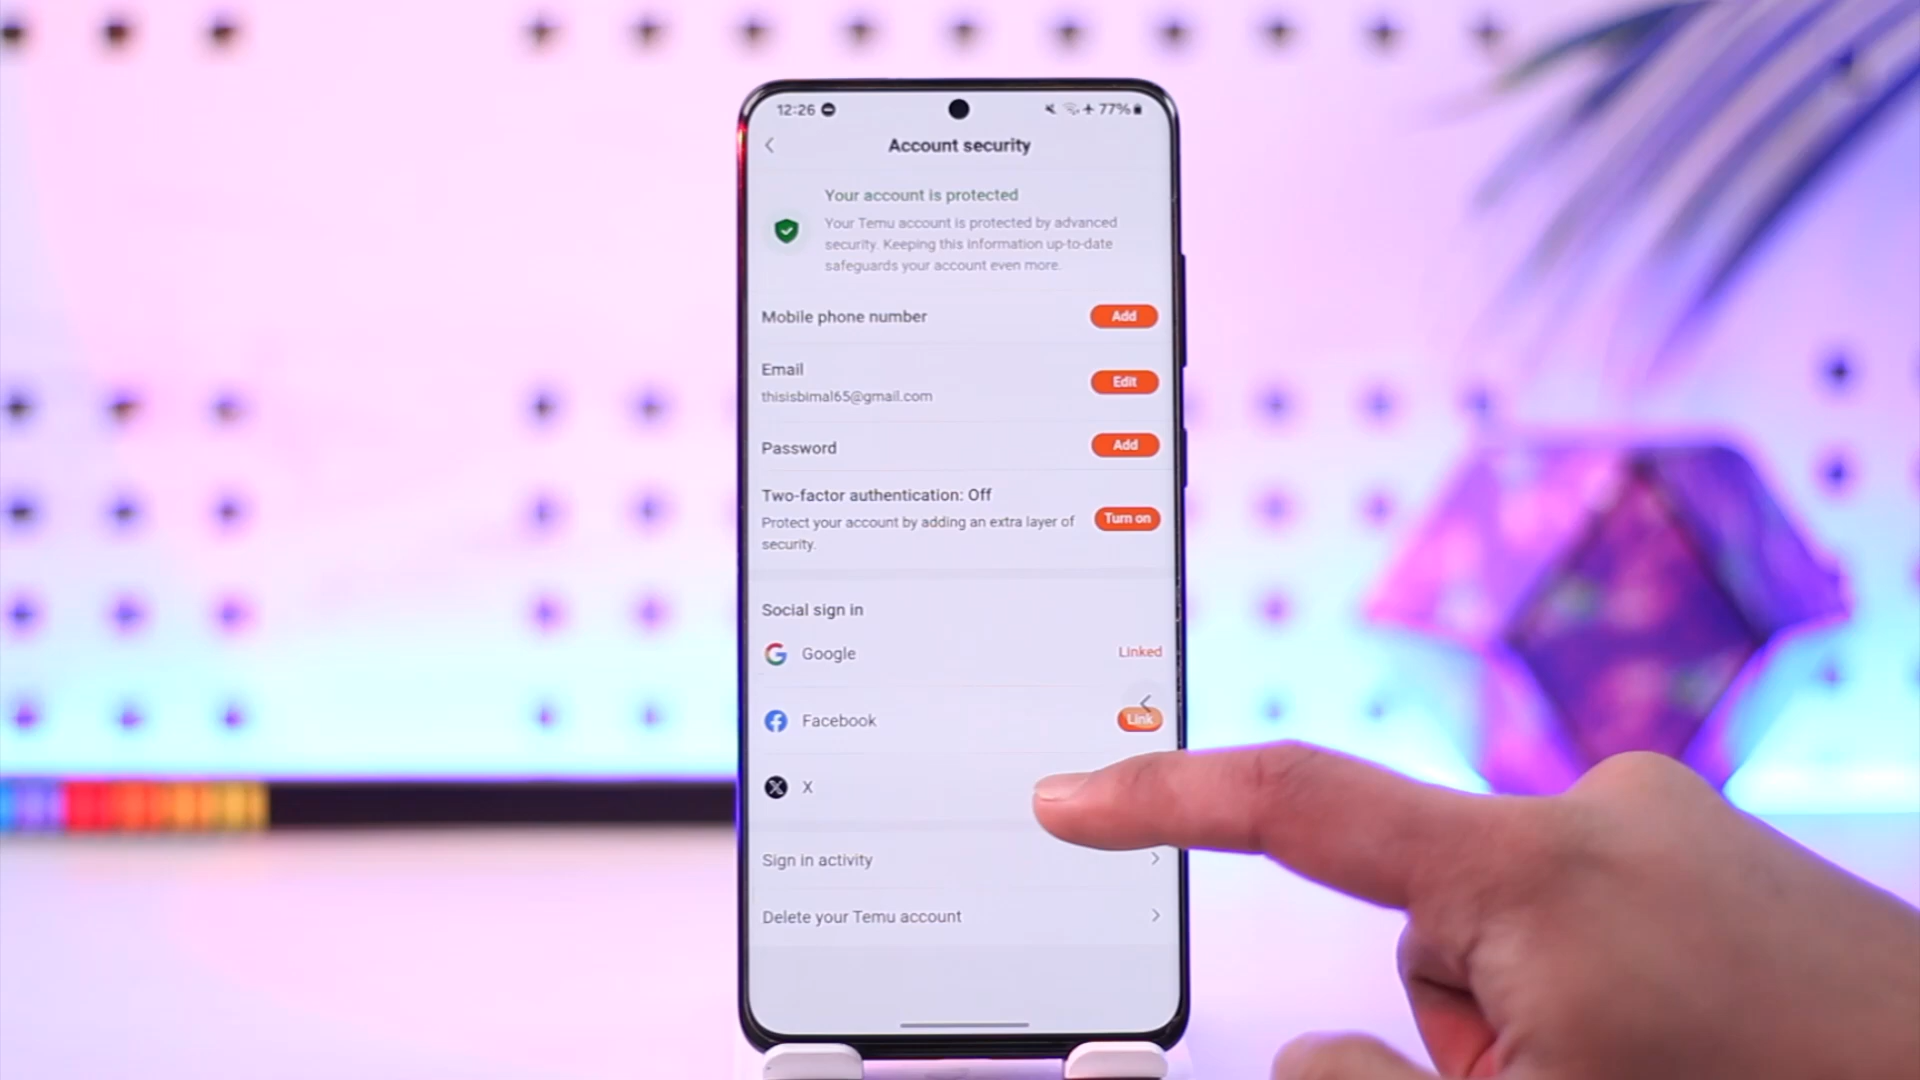 12:26 77%
Account security
Your account is protected
Your Temu account is protected by advanced
security. Keeping this information up-to-date
safeguards your account even more.
Mobile phone number Add
Email
thisisbimal65@gmail.com Edit
Password Add
Two-factor authentication: Off
Protect your account by adding an extra layer of
security. Turn on
Social sign in
Google Linked
Facebook Link
X
Sign in activity
Delete your Temu account